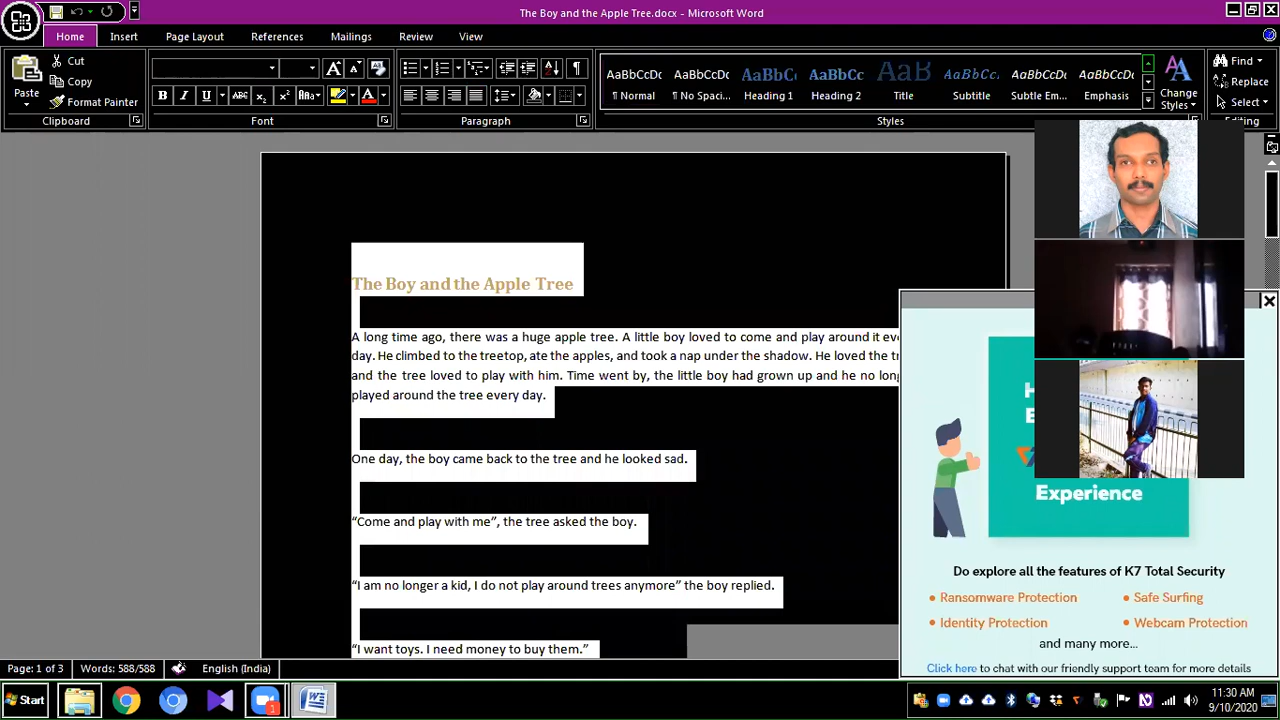 The Boy and the Apple Tree.docx - Microsoft Word
Home Insert Page Layout References Mailings Review View
Paste
Cut
Copy
Format Painter
Clipboard
B I U ABC X₂ X² Aa
Font
Paragraph
AaBbCcDc AaBbCcDc AaBbC AaBbCc AaB AaBbCc AaBbCcDc AaBbCcDc
¶ Normal ¶ No Spaci... Heading 1 Heading 2 Title Subtitle Subtle Em... Emphasis
Change
Styles
Styles
Find
Replace
Select
Editing
The Boy and the Apple Tree
A long time ago, there was a huge apple tree. A little boy loved to come and play around it
day. He climbed to the treetop, ate the apples, and took a nap under the shadow. He loved the
and the tree loved to play with him. Time went by, the little boy had grown up and he no
played around the tree every day.
One day, the boy came back to the tree and he looked sad.
“Come and play with me”, the tree asked the boy.
“I am no longer a kid, I do not play around trees anymore” the boy replied.
“I want toys. I need money to buy them.”
Experience
Do explore all the features of K7 Total Security
• Ransomware Protection
• Safe Surfing
• Identity Protection
• Webcam Protection
and many more...
Click here to chat with our friendly support team for more details
Page: 1 of 3 Words: 588/588 English (India)
Start
1
11:30 AM
9/10/2020